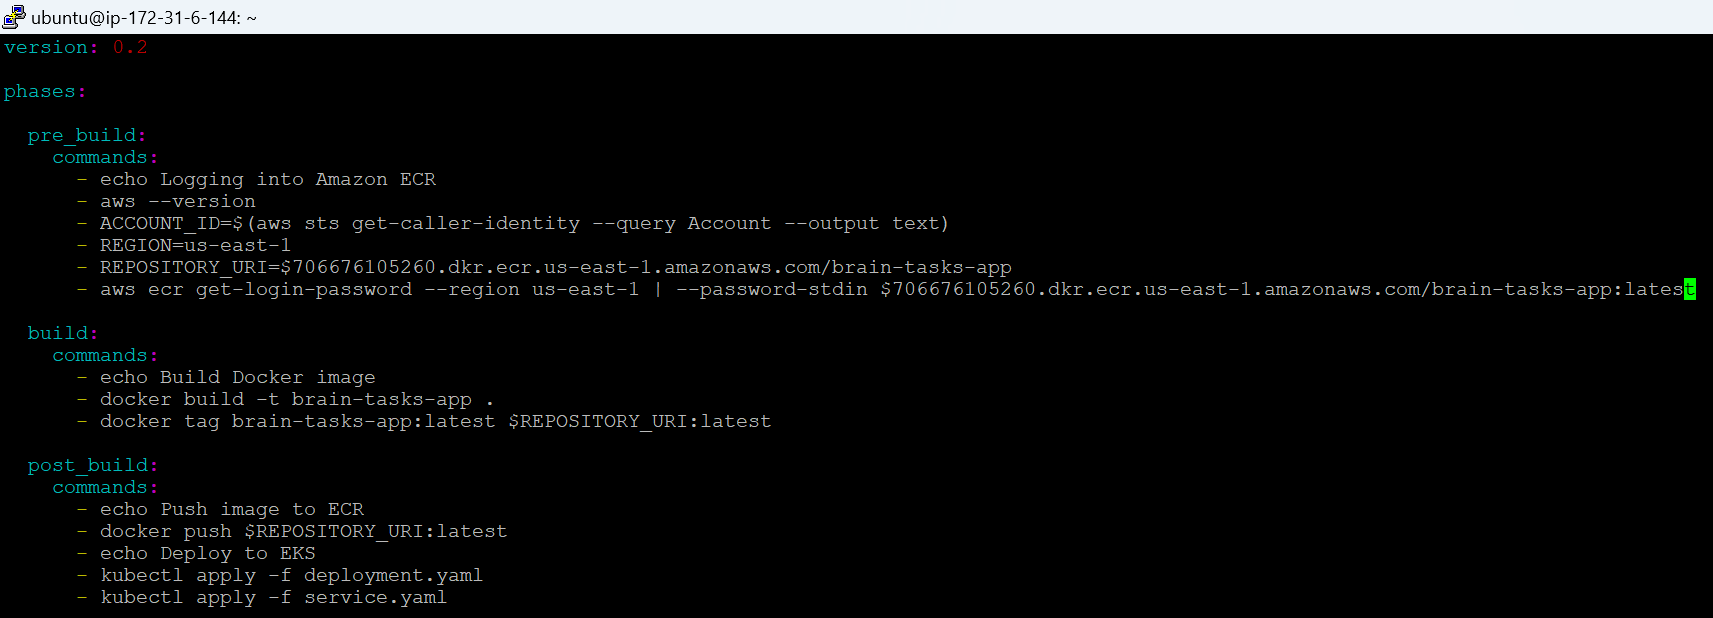 ubuntu@ip-172-31-6-144: ~
version: 0.2
phases:
pre_build:
commands:
- echo Logging into Amazon ECR
- aws --version
- ACCOUNT_ID=$(aws sts get-caller-identity --query Account --output text)
- REGION=us-east-1
- REPOSITORY_URI=$706676105260.dkr.ecr.us-east-1.amazonaws.com/brain-tasks-app
- aws ecr get-login-password --region us-east-1 | --password-stdin $706676105260.dkr.ecr.us-east-1.amazonaws.com/brain-tasks-app:latest
build:
commands:
- echo Build Docker image
- docker build -t brain-tasks-app .
- docker tag brain-tasks-app:latest $REPOSITORY_URI:latest
post_build:
commands:
- echo Push image to ECR
- docker push $REPOSITORY_URI:latest
- echo Deploy to EKS
- kubectl apply -f deployment.yaml
- kubectl apply -f service.yaml